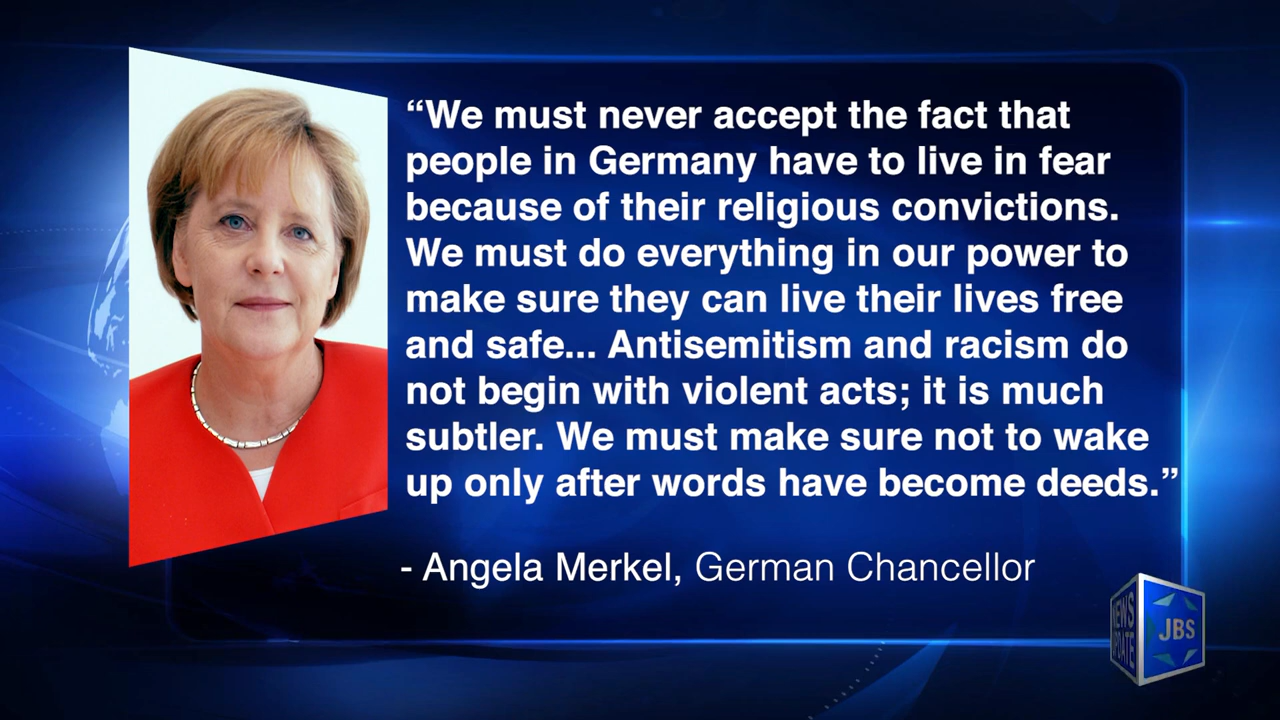 “We must never accept the fact that
people in Germany have to live in fear
because of their religious convictions.
We must do everything in our power to
make sure they can live their lives free
and safe... Antisemitism and racism do
not begin with violent acts; it is much
subtler. We must make sure not to wake
up only after words have become deeds.”
- Angela Merkel, German Chancellor
NEWS
UPDATE
JBS